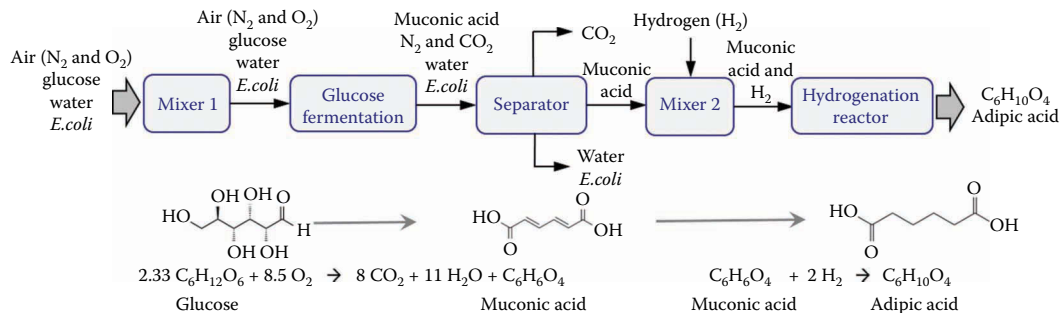 Air (N₂ and O₂)
glucose
water
E.coli
Mixer 1
Air (N₂ and O₂)
glucose
water
E.coli
Glucose
fermentation
Muconic acid
N₂ and CO₂
water
E.coli
Separator
CO₂
Water
E.coli
Muconic
acid
Hydrogen (H₂)
Mixer 2
Muconic
acid and
H₂
Hydrogenation
reactor
C₆H₁₀O₄
Adipic acid
HO
OH
OH
O
H
OH
OH
HO
O
O
OH
HO
O
O
OH
2.33 C₆H₁₂O₆ + 8.5 O₂ → 8 CO₂ + 11 H₂O + C₆H₆O₄
Glucose
Muconic acid
C₆H₆O₄ + 2 H₂ → C₆H₁₀O₄
Muconic acid
Adipic acid